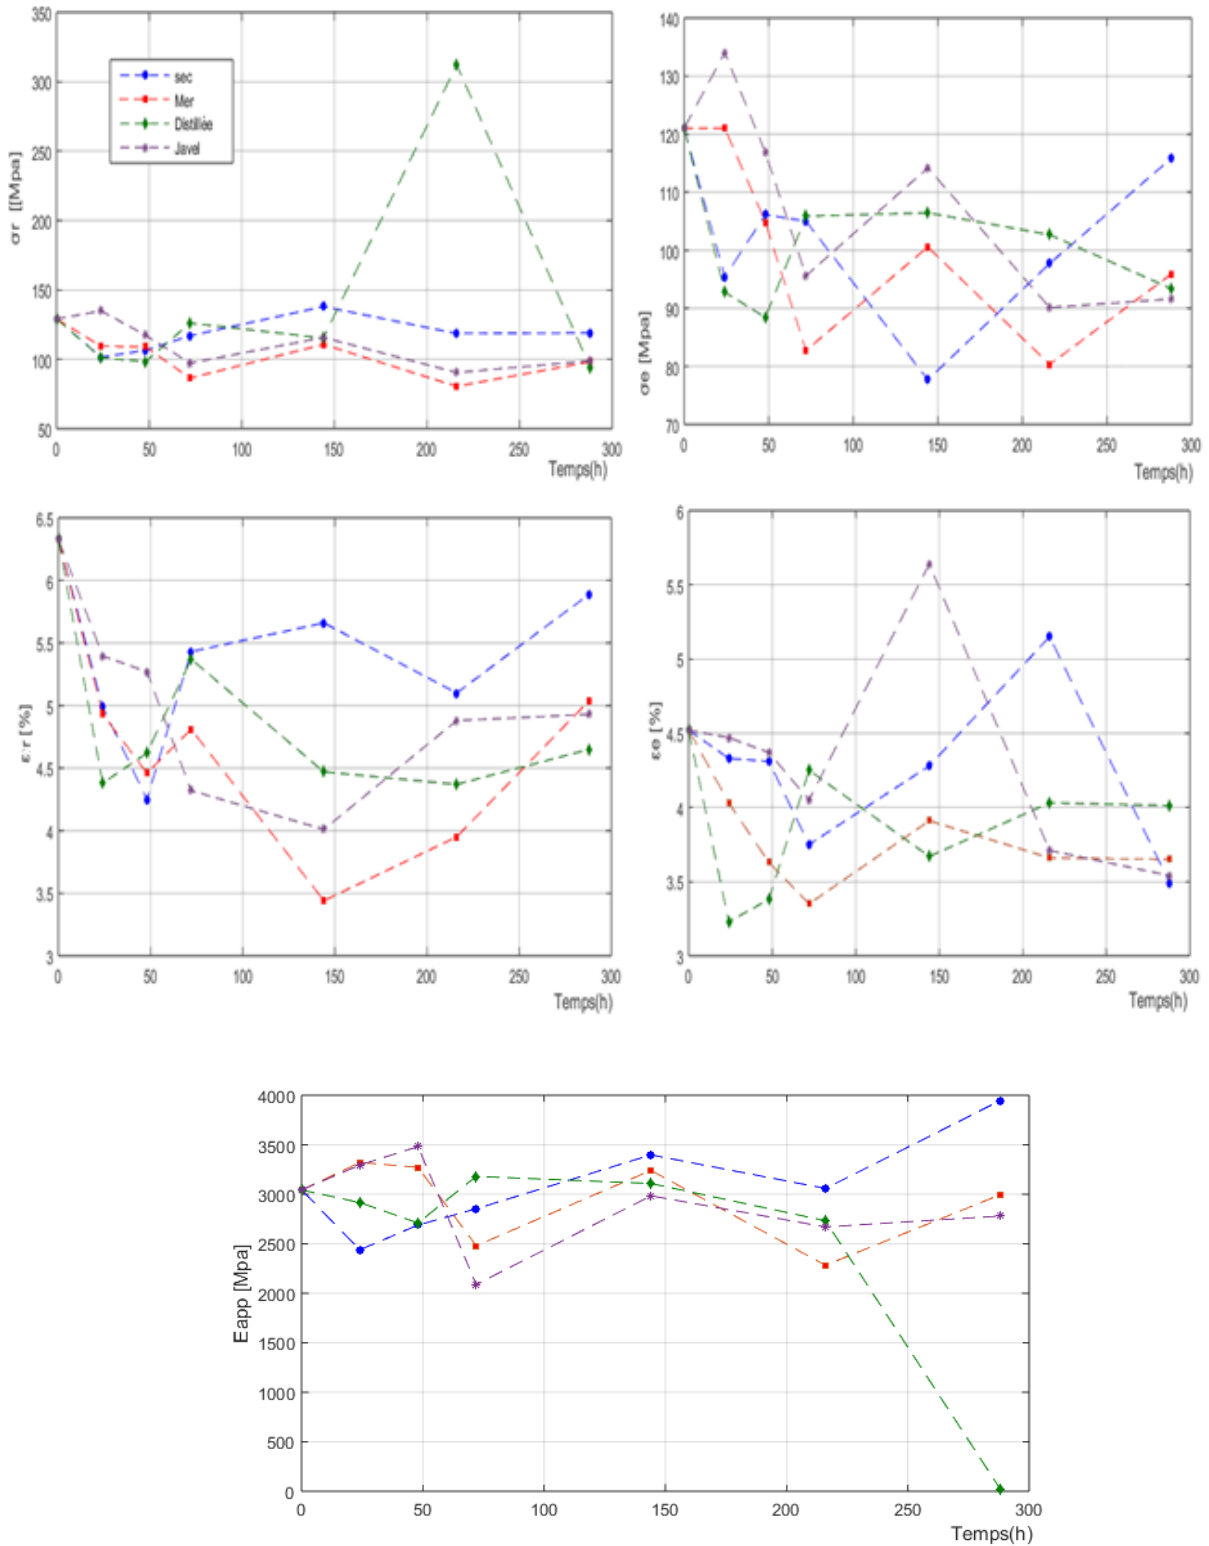 350
300
250
200
150
100
50
σr [[Mpa]
sec
Mer
Distillée
Javel
0 50 100 150 200 250 300
Temps(h)
140
130
120
110
100
90
80
70
σe [Mpa]
0 50 100 150 200 250 300
Temps(h)
6.5
6
5.5
5
4.5
4
3.5
3
εr [%]
0 50 100 150 200 250 300
Temps(h)
6
5.5
5
4.5
4
3.5
3
εe [%]
0 50 100 150 200 250 300
Temps(h)
4000
3500
3000
2500
2000
1500
1000
500
0
Eapp [Mpa]
0 50 100 150 200 250 300
Temps(h)